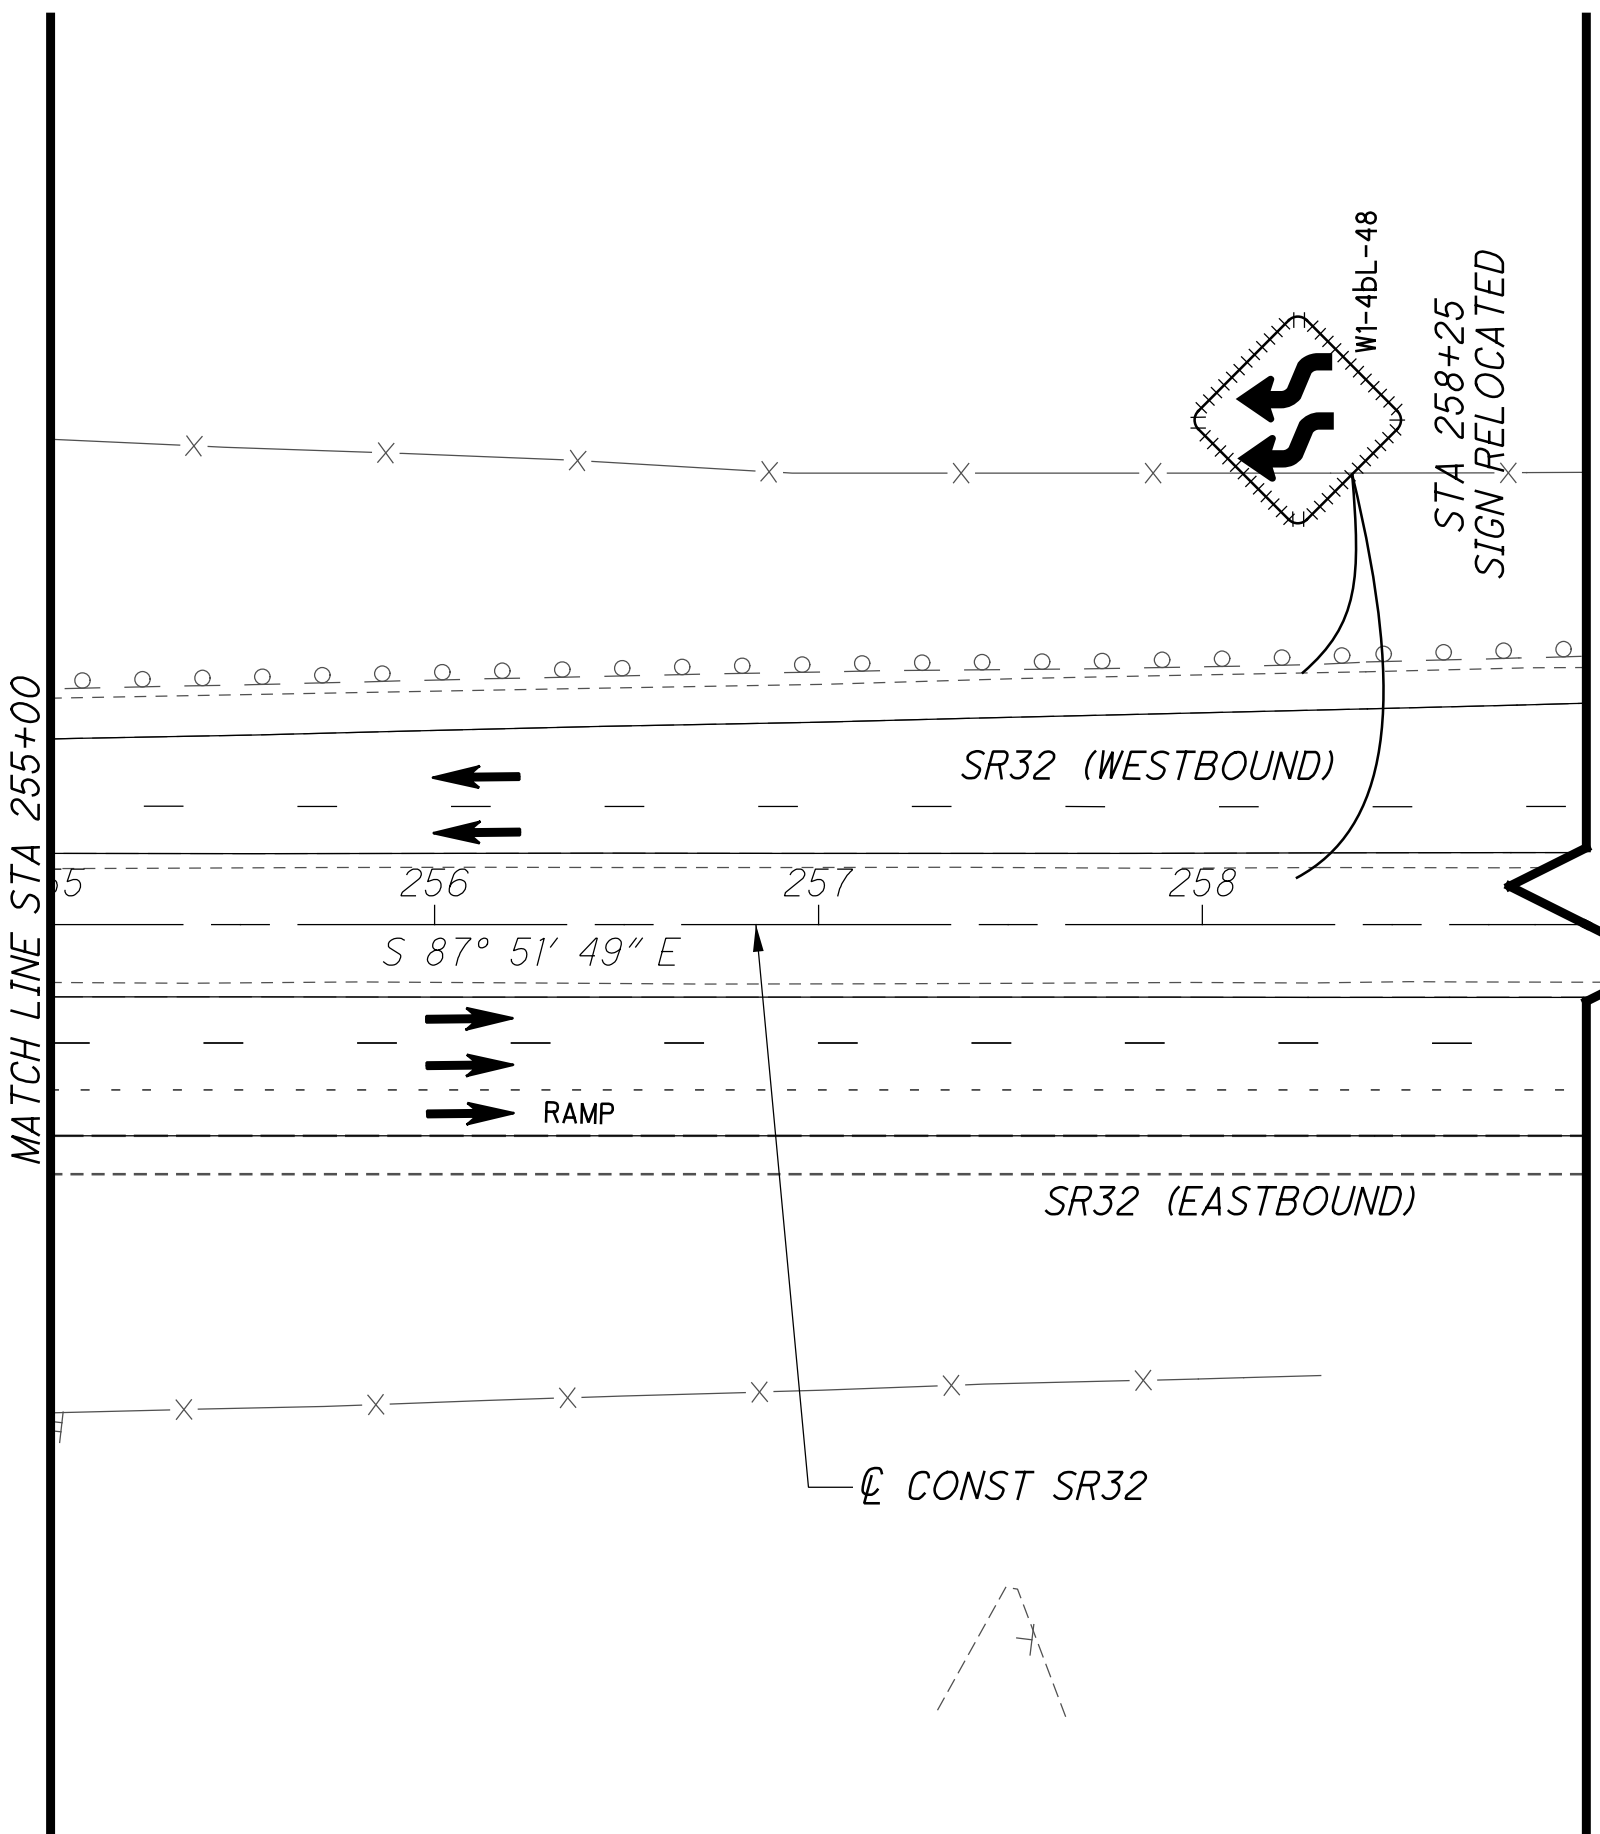 W1-4bL-48
STA 258+25
SIGN RELOCATED
MATCH LINE STA 255+00
SR32 (WESTBOUND)
55
256
257
258
S 87° 51' 49" E
RAMP
SR32 (EASTBOUND)
℄ CONST SR32